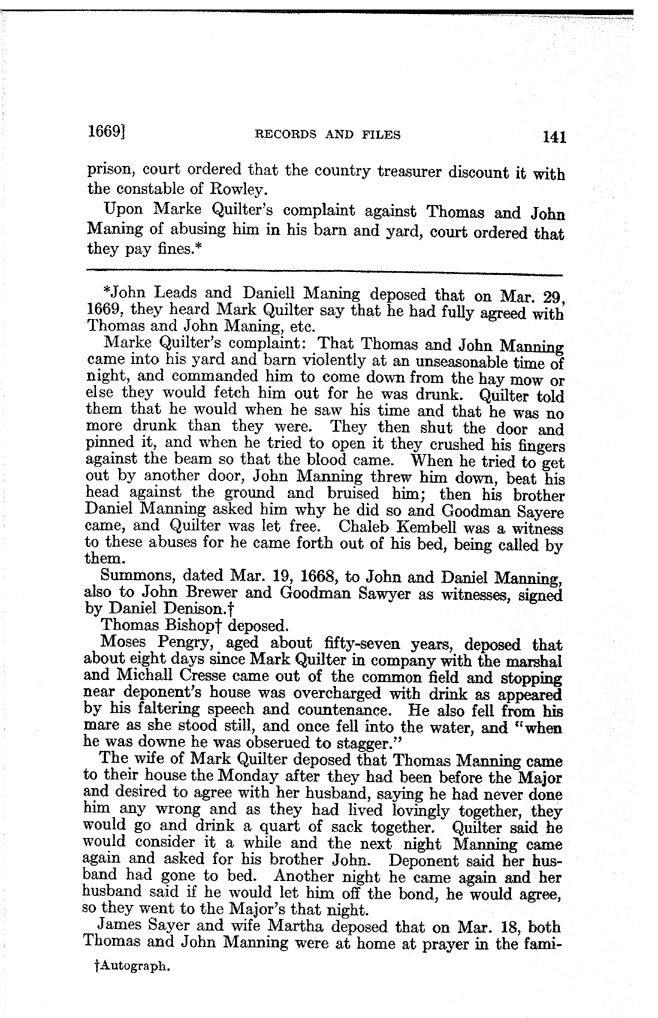 1669] RECORDS AND FILES 141
prison, court ordered that the country treasurer discount it with
the constable of Rowley.
Upon Marke Quilter's complaint against Thomas and John
Maning of abusing him in his barn and yard, court ordered that
they pay fines.*
*John Leads and Daniell Maning deposed that on Mar. 29,
1669, they heard Mark Quilter say that he had fully agreed with
Thomas and John Maning, etc.
Marke Quilter's complaint: That Thomas and John Manning
came into his yard and barn violently at an unseasonable time of
night, and commanded him to come down from the hay mow or
else they would fetch him out for he was drunk. Quilter told
them that he would when he saw his time and that he was no
more drunk than they were. They then shut the door and
pinned it, and when he tried to open it they crushed his fingers
against the beam so that the blood came. When he tried to get
out by another door, John Manning threw him down, beat his
head against the ground and bruised him; then his brother
Daniel Manning asked him why he did so and Goodman Sayere
came, and Quilter was let free. Chaleb Kembell was a witness
to these abuses for he came forth out of his bed, being called by
them.
Summons, dated Mar. 19, 1668, to John and Daniel Manning,
also to John Brewer and Goodman Sawyer as witnesses, signed
by Daniel Denison.†
Thomas Bishop† deposed.
Moses Pengry, aged about fifty-seven years, deposed that
about eight days since Mark Quilter in company with the marshal
and Michall Cresse came out of the common field and stopping
near deponent's house was overcharged with drink as appeared
by his faltering speech and countenance. He also fell from his
mare as she stood still, and once fell into the water, and "when
he was downe he was obserued to stagger."
The wife of Mark Quilter deposed that Thomas Manning came
to their house the Monday after they had been before the Major
and desired to agree with her husband, saying he had never done
him any wrong and as they had lived lovingly together, they
would go and drink a quart of sack together. Quilter said he
would consider it a while and the next night Manning came
again and asked for his brother John. Deponent said her hus-
band had gone to bed. Another night he came again and her
husband said if he would let him off the bond, he would agree,
so they went to the Major's that night.
James Sayer and wife Martha deposed that on Mar. 18, both
Thomas and John Manning were at home at prayer in the fami-
†Autograph.